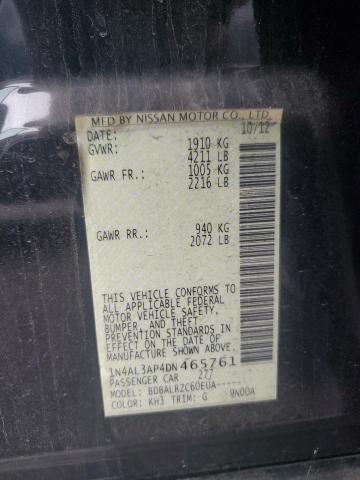 MFD BY NISSAN MOTOR CO., LTD.
DATE: 10/12
GVWR: 1910 KG
4211 LB
GAWR FR.: 1005 KG
2216 LB
GAWR RR.: 940 KG
2072 LB
THIS VEHICLE CONFORMS TO
ALL APPLICABLE FEDERAL
MOTOR VEHICLE SAFETY,
BUMPER, AND THEFT
PREVENTION STANDARDS IN
EFFECT ON THE DATE OF
MANUFACTURE SHOWN ABOVE.
1N4AL3AP4DN465761
PASSENGER CAR 277
MODEL: BDBALRZC60EUA-----
COLOR: KH3 TRIM: G 9N00A